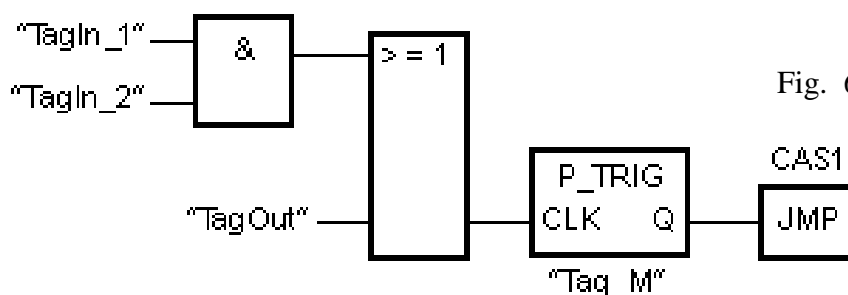 "TagIn_1"
&
>=1
"TagIn_2"
Fig.
CAS1
P_TRIG
"TagOut"
CLK Q
JMP
"Tag_M"